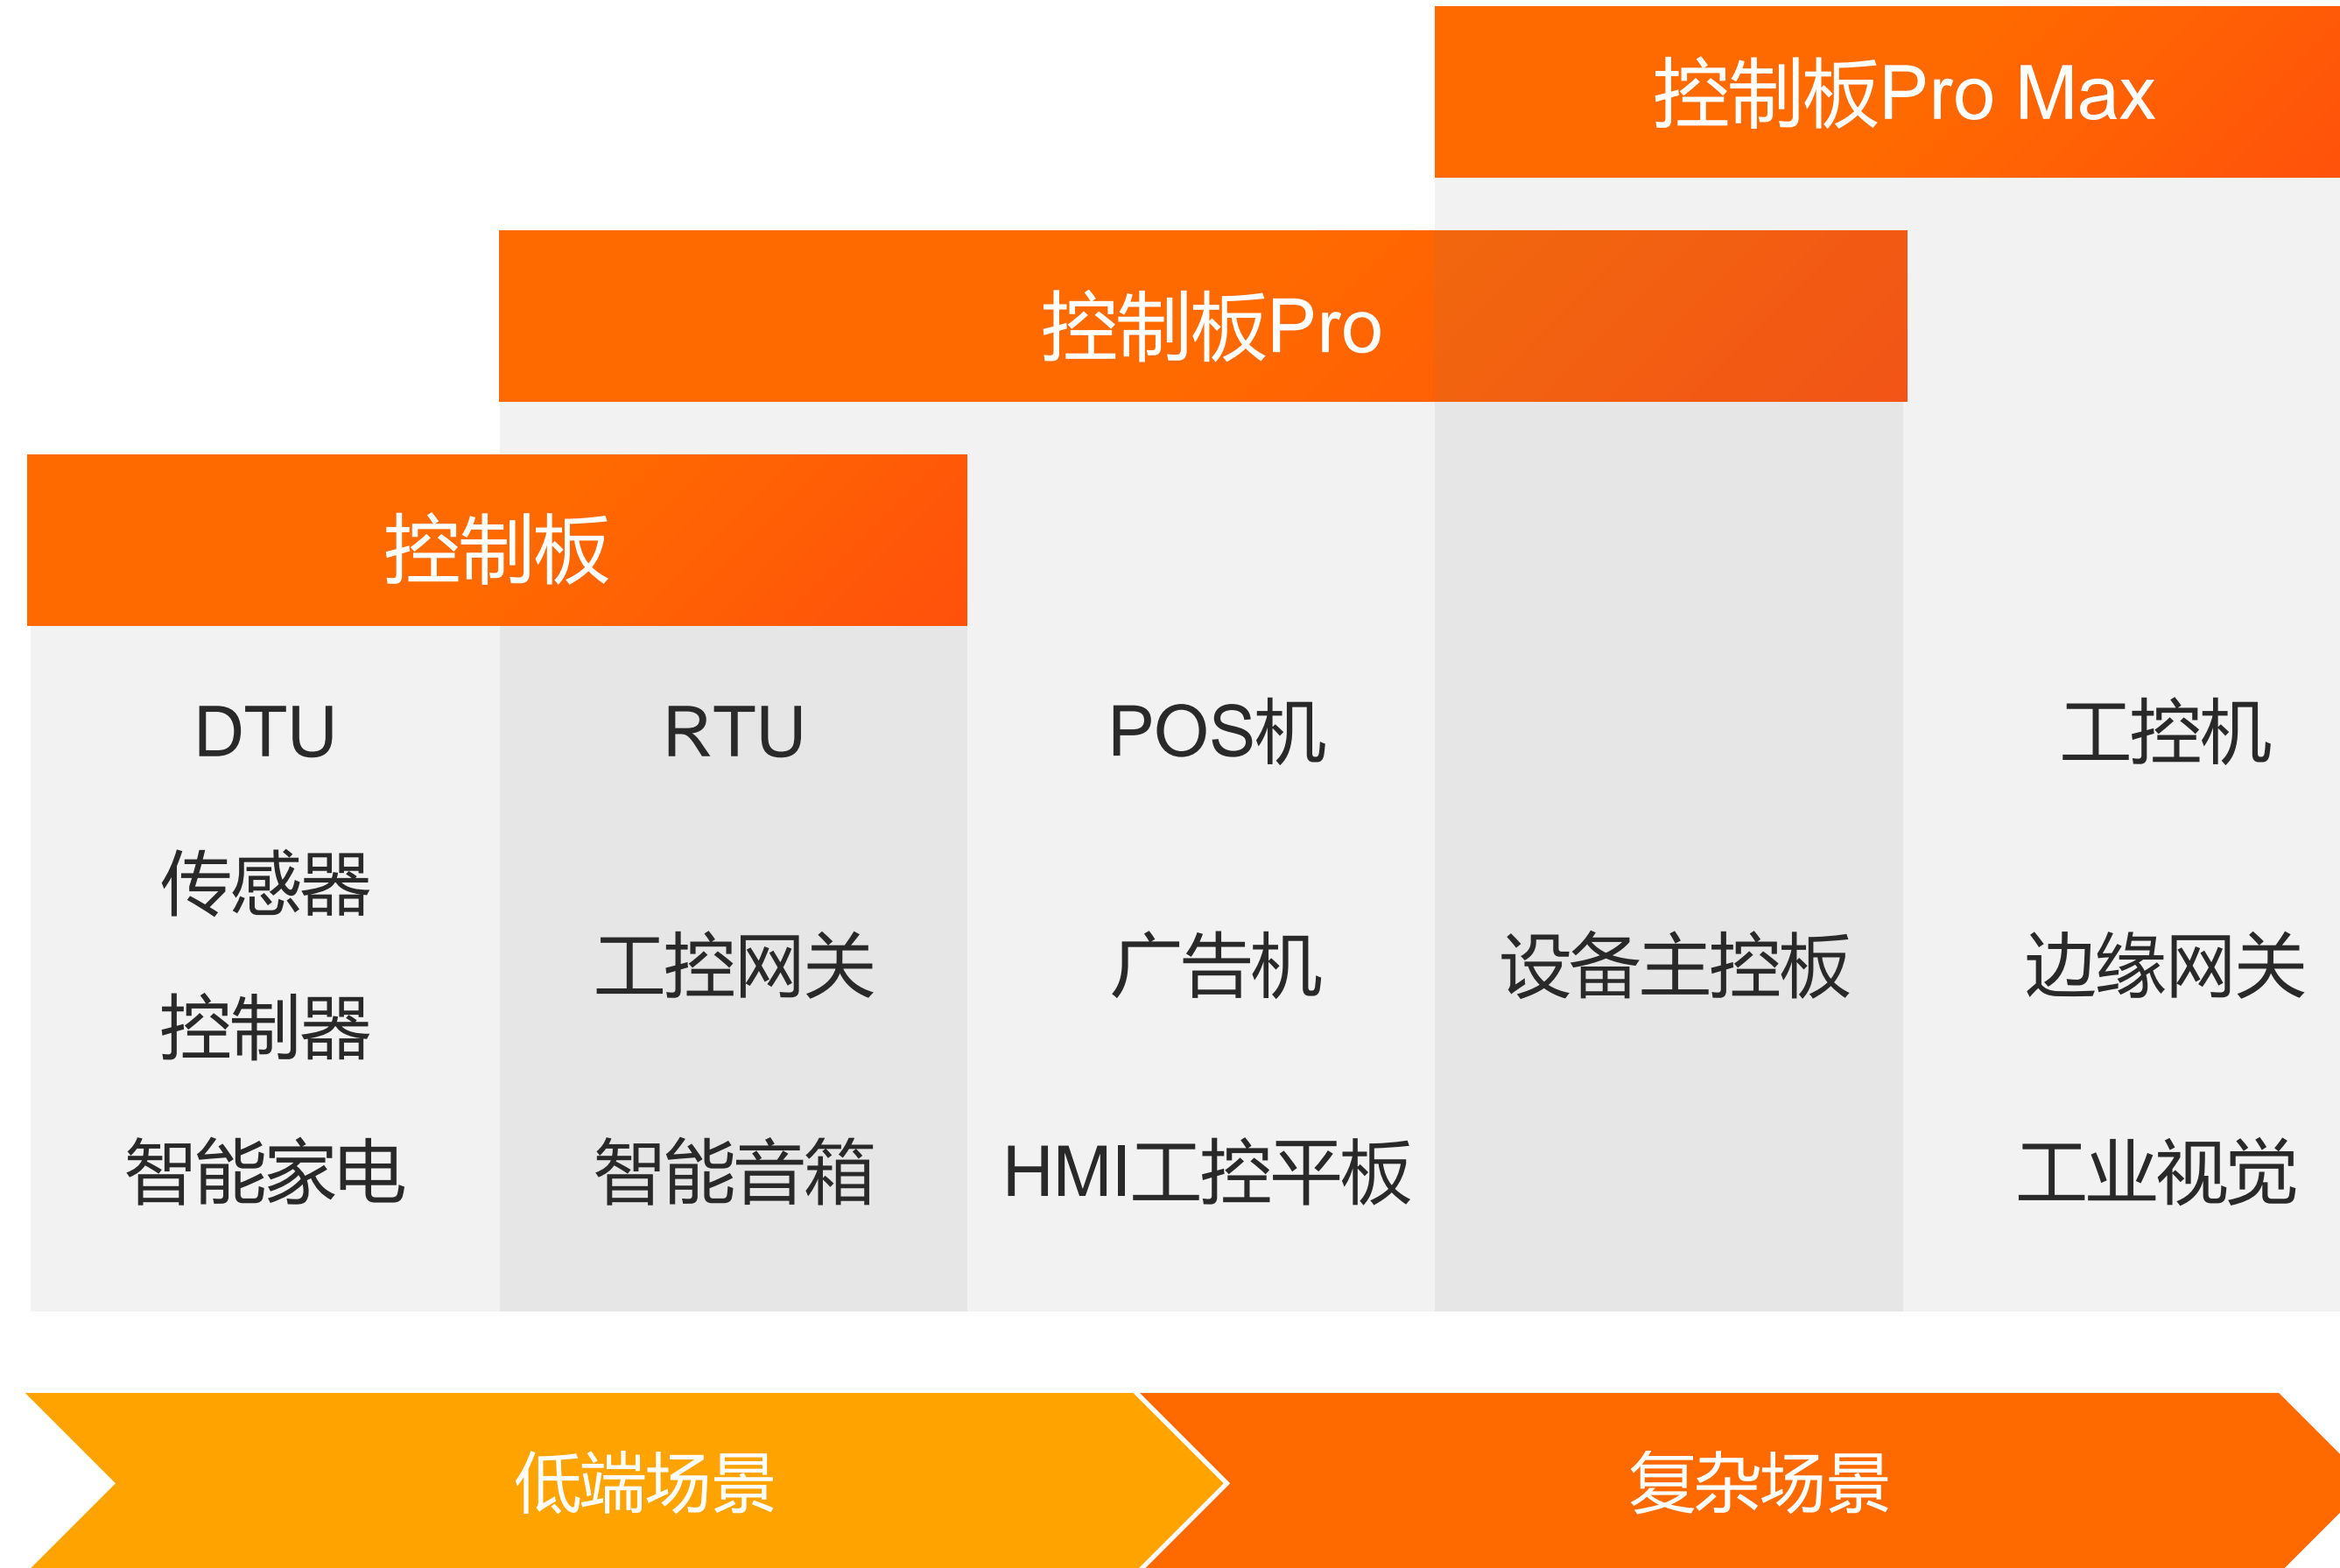 控制板Pro Max
控制板Pro
控制板
DTU
传感器
控制器
智能家电
RTU
工控网关
智能音箱
POS机
广告机
HMI工控平板
设备主控板
工控机
边缘网关
工业视觉
低端场景
复杂场景